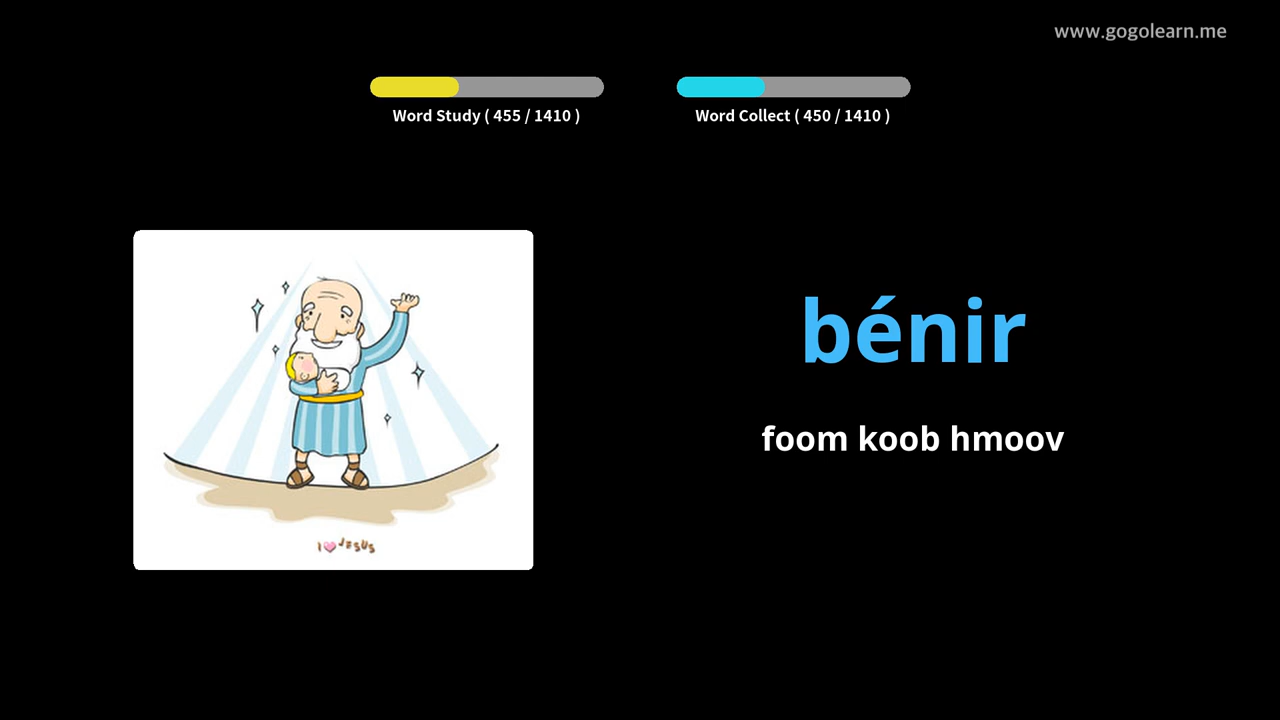 www.gogolearn.me
Word Study ( 455 / 1410 )
Word Collect ( 450 / 1410 )
bénir
foom koob hmoov
I JESUS